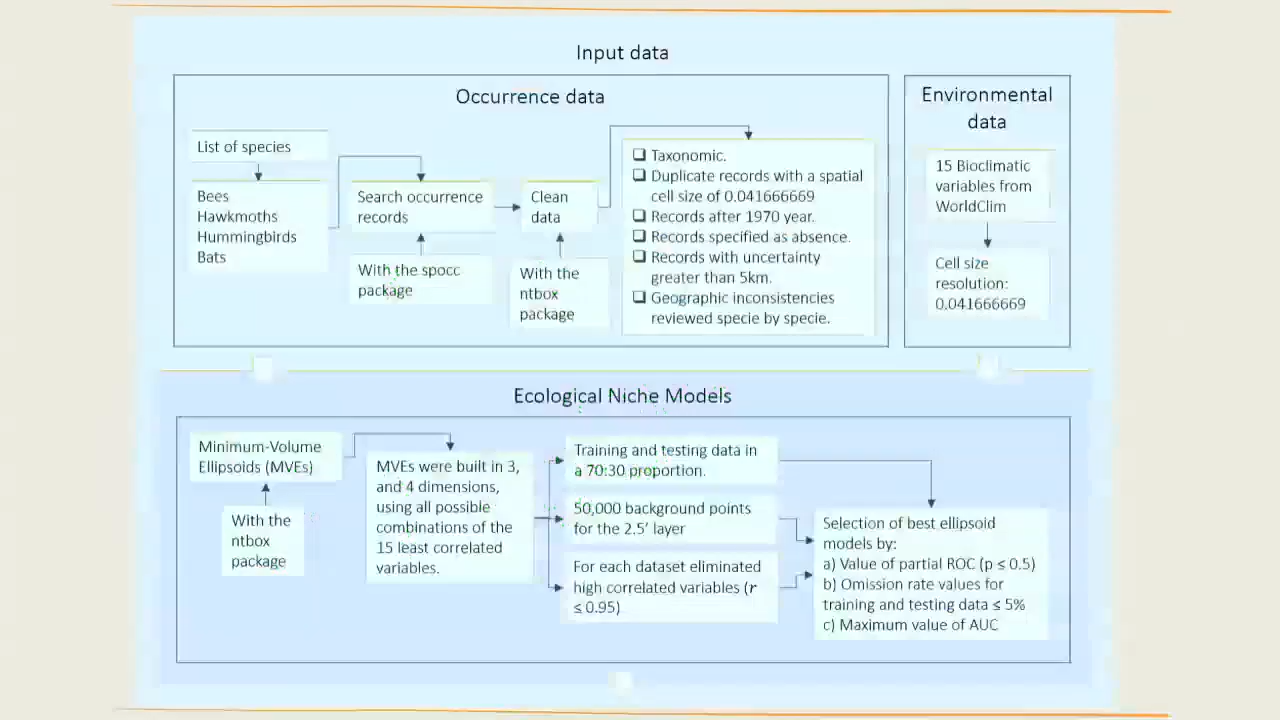 Input data
Occurrence data
List of species
Bees
Hawkmoths
Hummingbirds
Bats
Search occurrence
records
With the spocc
package
Clean
data
With the
ntbox
package
❑ Taxonomic.
❑ Duplicate records with a spatial
cell size of 0.041666669
❑ Records after 1970 year.
❑ Records specified as absence.
❑ Records with uncertainty
greater than 5km.
❑ Geographic inconsistencies
reviewed specie by specie.
Environmental
data
15 Bioclimatic
variables from
WorldClim
Cell size
resolution:
0.041666669
Ecological Niche Models
Minimum-Volume
Ellipsoids (MVEs)
With the
ntbox
package
MVEs were built in 3,
and 4 dimensions,
using all possible
combinations of the
15 least correlated
variables.
Training and testing data in
a 70:30 proportion.
50,000 background points
for the 2.5’ layer
For each dataset eliminated
high correlated variables (r
≤ 0.95)
Selection of best ellipsoid
models by:
a) Value of partial ROC (p ≤ 0.5)
b) Omission rate values for
training and testing data ≤ 5%
c) Maximum value of AUC